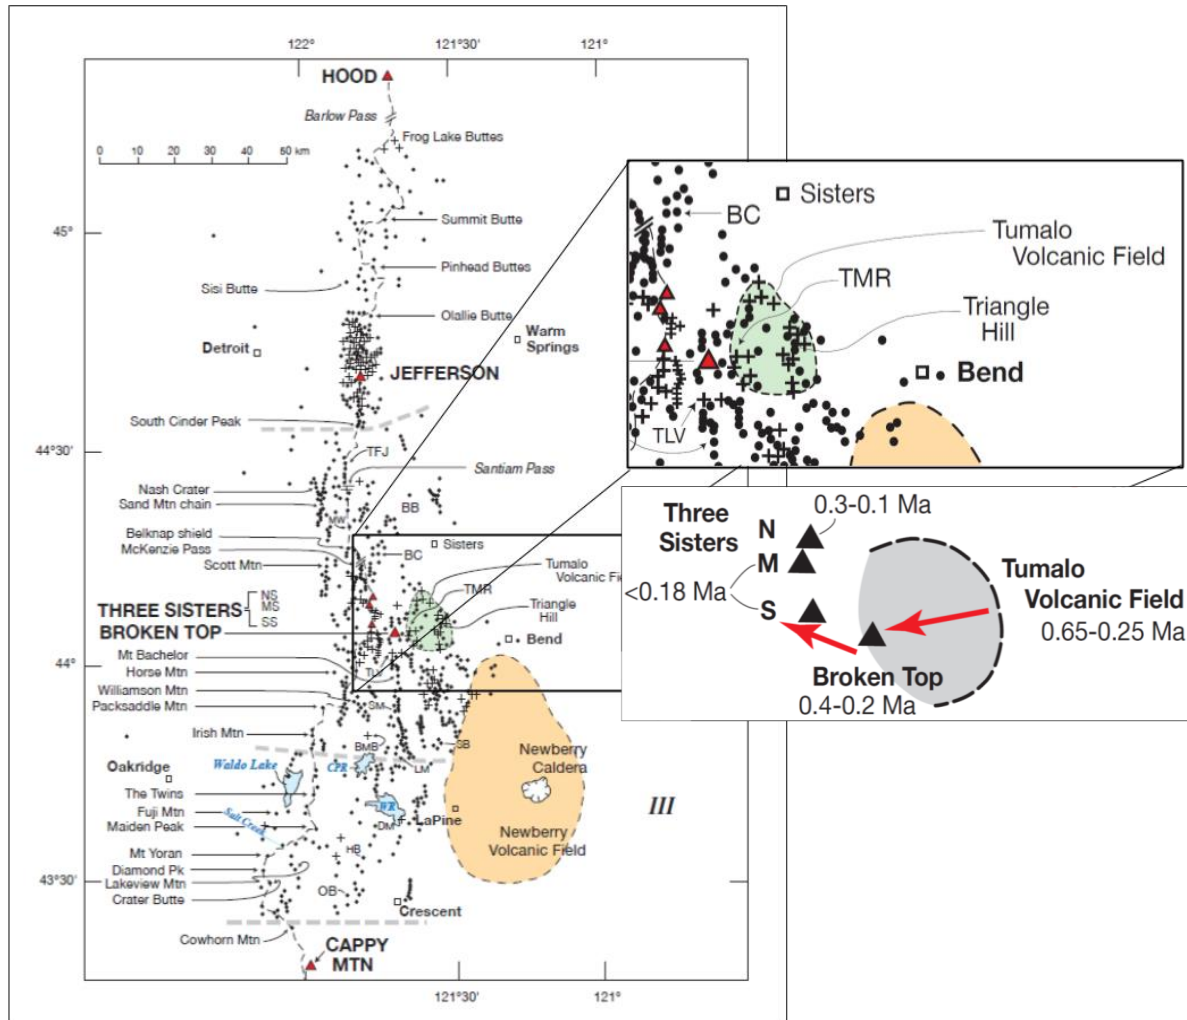 122°
121°30'
121°
HOOD
Barlow Pass
0 10 20 30 40 50 km
Frog Lake Buttes
Summit Butte
45°
Pinhead Buttes
Sisi Butte
Olallie Butte
Detroit
Warm
Springs
JEFFERSON
South Cinder Peak
44°30'
TFJ
Santiam Pass
Nash Crater
Sand Mtn chain
MW
BB
Belknap shield
McKenzie Pass
Scott Mtn
Sisters
BC
Tumalo
Volcanic Fie
TMR
THREE SISTERS
NS
MS
SS
Triangle
Hill
BROKEN TOP
Bend
Mt Bachelor
44°
Horse Mtn
TLV
Williamson Mtn
Packsaddle Mtn
SM
Irish Mtn
BMB
SB
Oakridge
Waldo Lake
CPR
LM
Newberry
Caldera
The Twins
Fuji Mtn
WR
LaPine
III
Salt Creek
Maiden Peak
DM
Newberry
Volcanic Field
Mt Yoran
HB
Diamond Pk
43°30'
Lakeview Mtn
Crater Butte
OB
Crescent
Cowhorn Mtn
CAPPY
MTN
121°30'
121°
Sisters
BC
Tumalo
Volcanic Field
TMR
Triangle
Hill
Bend
TLV
Three
Sisters
N
M
S
0.3-0.1 Ma
<0.18 Ma
Tumalo
Volcanic Field
0.65-0.25 Ma
Broken Top
0.4-0.2 Ma